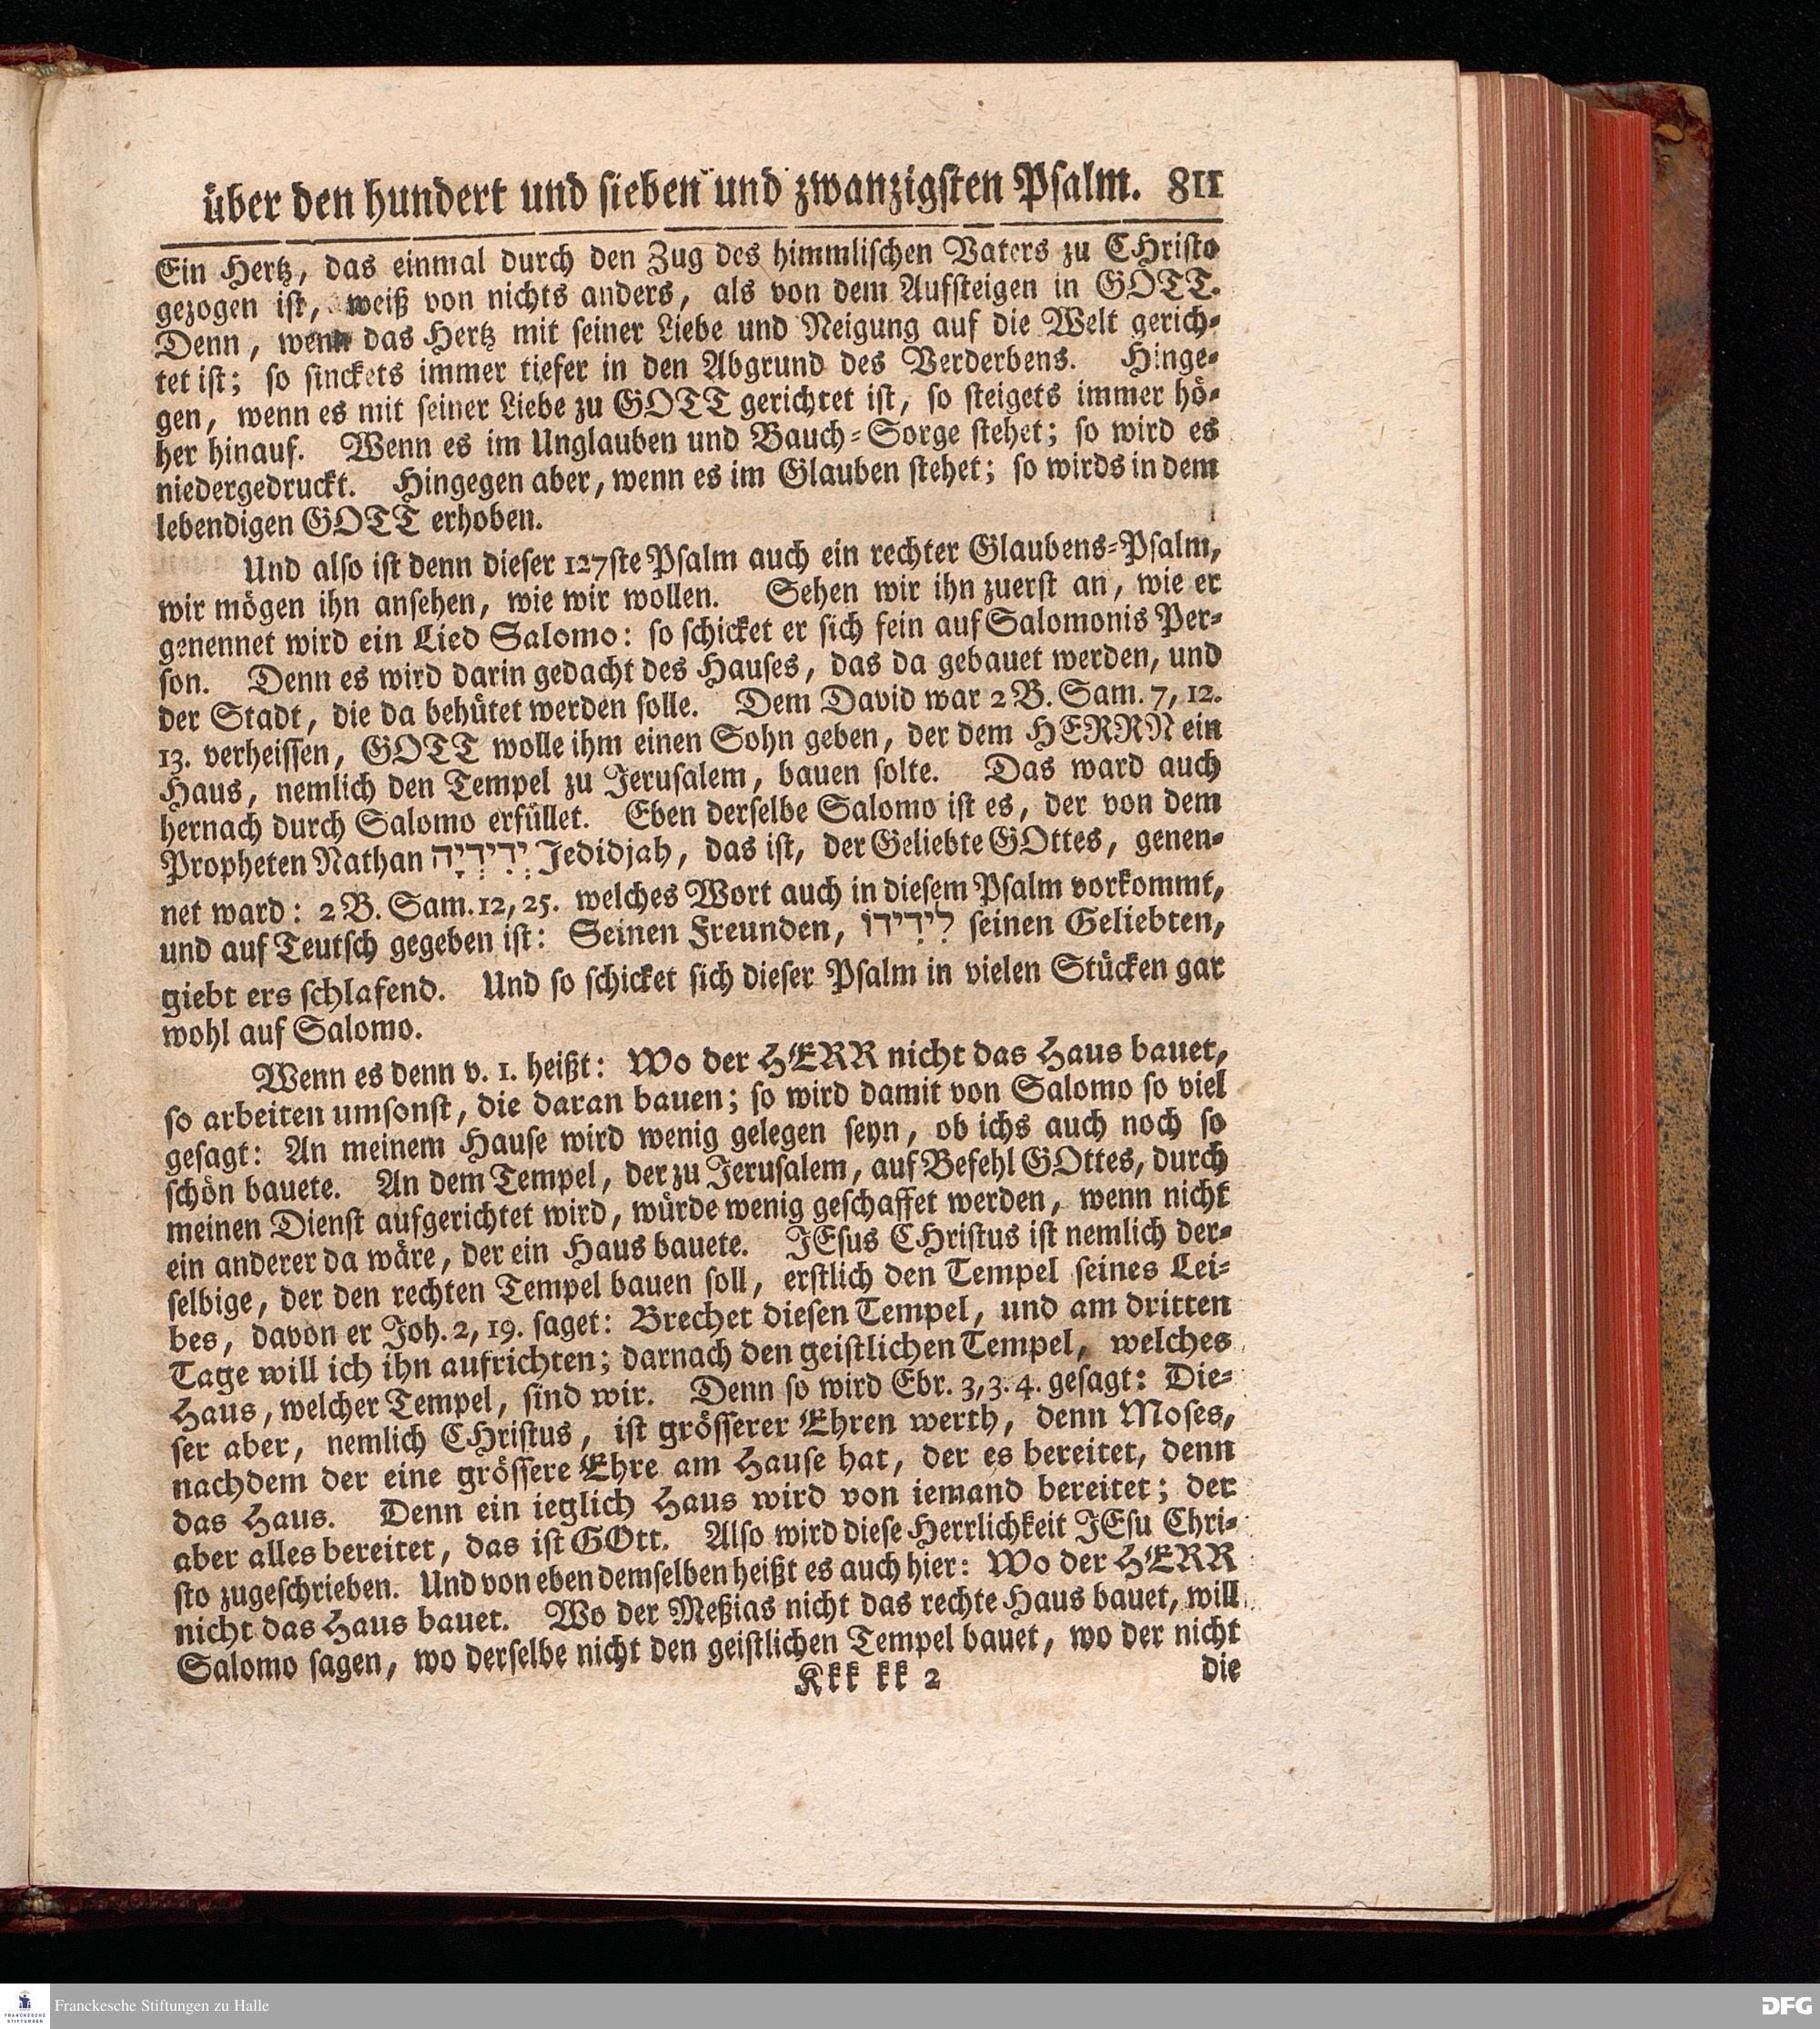 über den hundert und sieben und zwanzigsten Psalm. 811
Ein Hertz, das einmal durch den Zug des himmlischen Vaters zu CHristo
gezogen ist, weiß von nichts anders, als von dem Aufsteigen in GOTT.
Denn, wenn das Hertz mit seiner Liebe und Neigung auf die Welt gerich-
tet ist; so sinckets immer tiefer in den Abgrund des Verderbens. Hinge-
gen, wenn es mit seiner Liebe zu GOTT gerichtet ist, so steigets immer hö-
her hinauf. Wenn es im Unglauben und Bauch-Sorge stehet; so wird es
niedergedruckt. Hingegen aber, wenn es im Glauben stehet; so wirds in dem
lebendigen GOTT erhoben.
Und also ist denn dieser 127ste Psalm auch ein rechter Glaubens-Psalm,
wir mögen ihn ansehen, wie wir wollen. Sehen wir ihn zuerst an, wie er
genennet wird ein Lied Salomo: so schicket er sich fein auf Salomonis Per-
son. Denn es wird darin gedacht des Hauses, das da gebauet werden, und
der Stadt, die da behütet werden solle. Dem David war 2 B. Sam. 7, 12.
13. verheissen, GOTT wolle ihm einen Sohn geben, der dem HERRN ein
Haus, nemlich den Tempel zu Jerusalem, bauen solte. Das ward auch
hernach durch Salomo erfüllet. Eben derselbe Salomo ist es, der von dem
Propheten Nathan יְדִידְיָה Jedidjah, das ist, der Geliebte GOttes, genen-
net ward: 2 B. Sam. 12, 25. welches Wort auch in diesem Psalm vorkommt,
und auf Teutsch gegeben ist: Seinen Freunden, לִידִידוֹ seinen Geliebten,
giebt ers schlafend. Und so schicket sich dieser Psalm in vielen Stücken gar
wohl auf Salomo.
Wenn es denn v. 1. heißt: Wo der HERR nicht das Haus bauet,
so arbeiten umsonst, die daran bauen; so wird damit von Salomo so viel
gesagt: An meinem Hause wird wenig gelegen seyn, ob ichs auch noch so
schön bauete. An dem Tempel, der zu Jerusalem, auf Befehl GOttes, durch
meinen Dienst aufgerichtet wird, würde wenig geschaffet werden, wenn nicht
ein anderer da wäre, der ein Haus bauete. JEsus CHristus ist nemlich der-
selbige, der den rechten Tempel bauen soll, erstlich den Tempel seines Lei-
bes, davon er Joh. 2, 19. saget: Brechet diesen Tempel, und am dritten
Tage will ich ihn aufrichten; darnach den geistlichen Tempel, welches
Haus, welcher Tempel, sind wir. Denn so wird Ebr. 3, 3. 4. gesagt: Die-
ser aber, nemlich CHristus, ist grösserer Ehren werth, denn Moses,
nachdem der eine grössere Ehre am Hause hat, der es bereitet, denn
das Haus. Denn ein ieglich Haus wird von iemand bereitet; der
aber alles bereitet, das ist GOtt. Also wird diese Herrlichkeit JEsu Chri-
sto zugeschrieben. Und von eben demselben heißt es auch hier: Wo der HERR
nicht das Haus bauet. Wo der Meßias nicht das rechte Haus bauet, will
Salomo sagen, wo derselbe nicht den geistlichen Tempel bauet, wo der nicht
Kkk kk 2 die
FRANCKESCHE STIFTUNGEN
Franckesche Stiftungen zu Halle
DFG